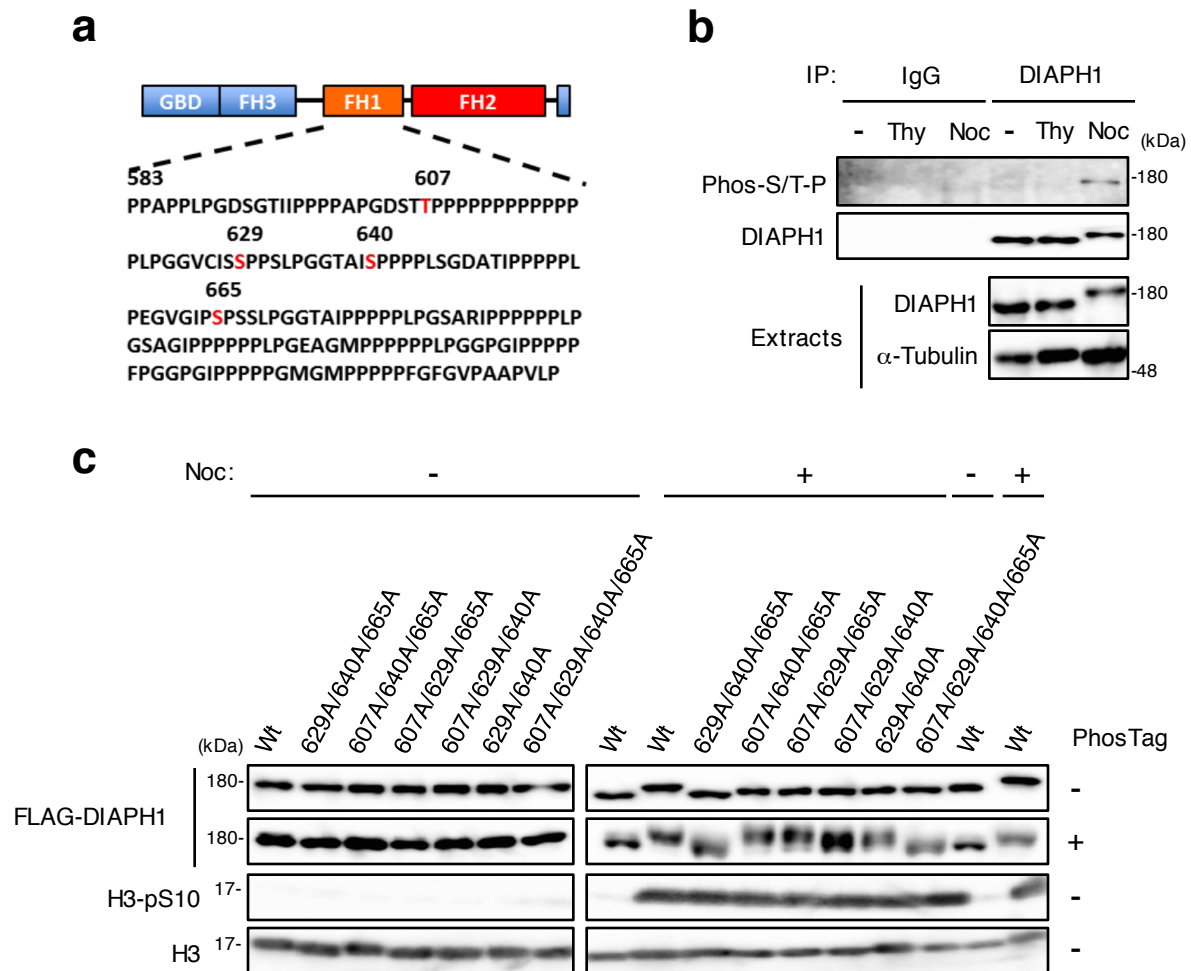 a
GBD FH3 FH1 FH2
583 607
PPAPPLPGDSGTIIPPPPAPGDSTTPPPPPPPPPPPP
629 640
PLPGGVCISSPPSLPGGTAISPPPPLSGDATIPPPPPL
665
PEGVGIPSPSSLPGGTAIPPPPPLPGSARIPPPPPPLP
GSAGIPPPPPPLPGEAGMPPPPPPLPGGPGIPPPPP
FPGGPGIPPPPPGMGMPPPPPFGFGVPAAPVLP
b
IP: IgG DIAPH1
- Thy Noc - Thy Noc (kDa)
Phos-S/T-P -180
DIAPH1 -180
DIAPH1 -180
Extracts
α-Tubulin -48
c
Noc: - + - +
Wt 629A/640A/665A 607A/640A/665A 607A/629A/665A 607A/629A/640A 629A/640A 607A/629A/640A/665A Wt Wt 629A/640A/665A 607A/640A/665A 607A/629A/665A 607A/629A/640A 629A/640A 607A/629A/640A/665A Wt Wt
(kDa) PhosTag
180- -
FLAG-DIAPH1
180- +
H3-pS10 17- -
H3 17- -